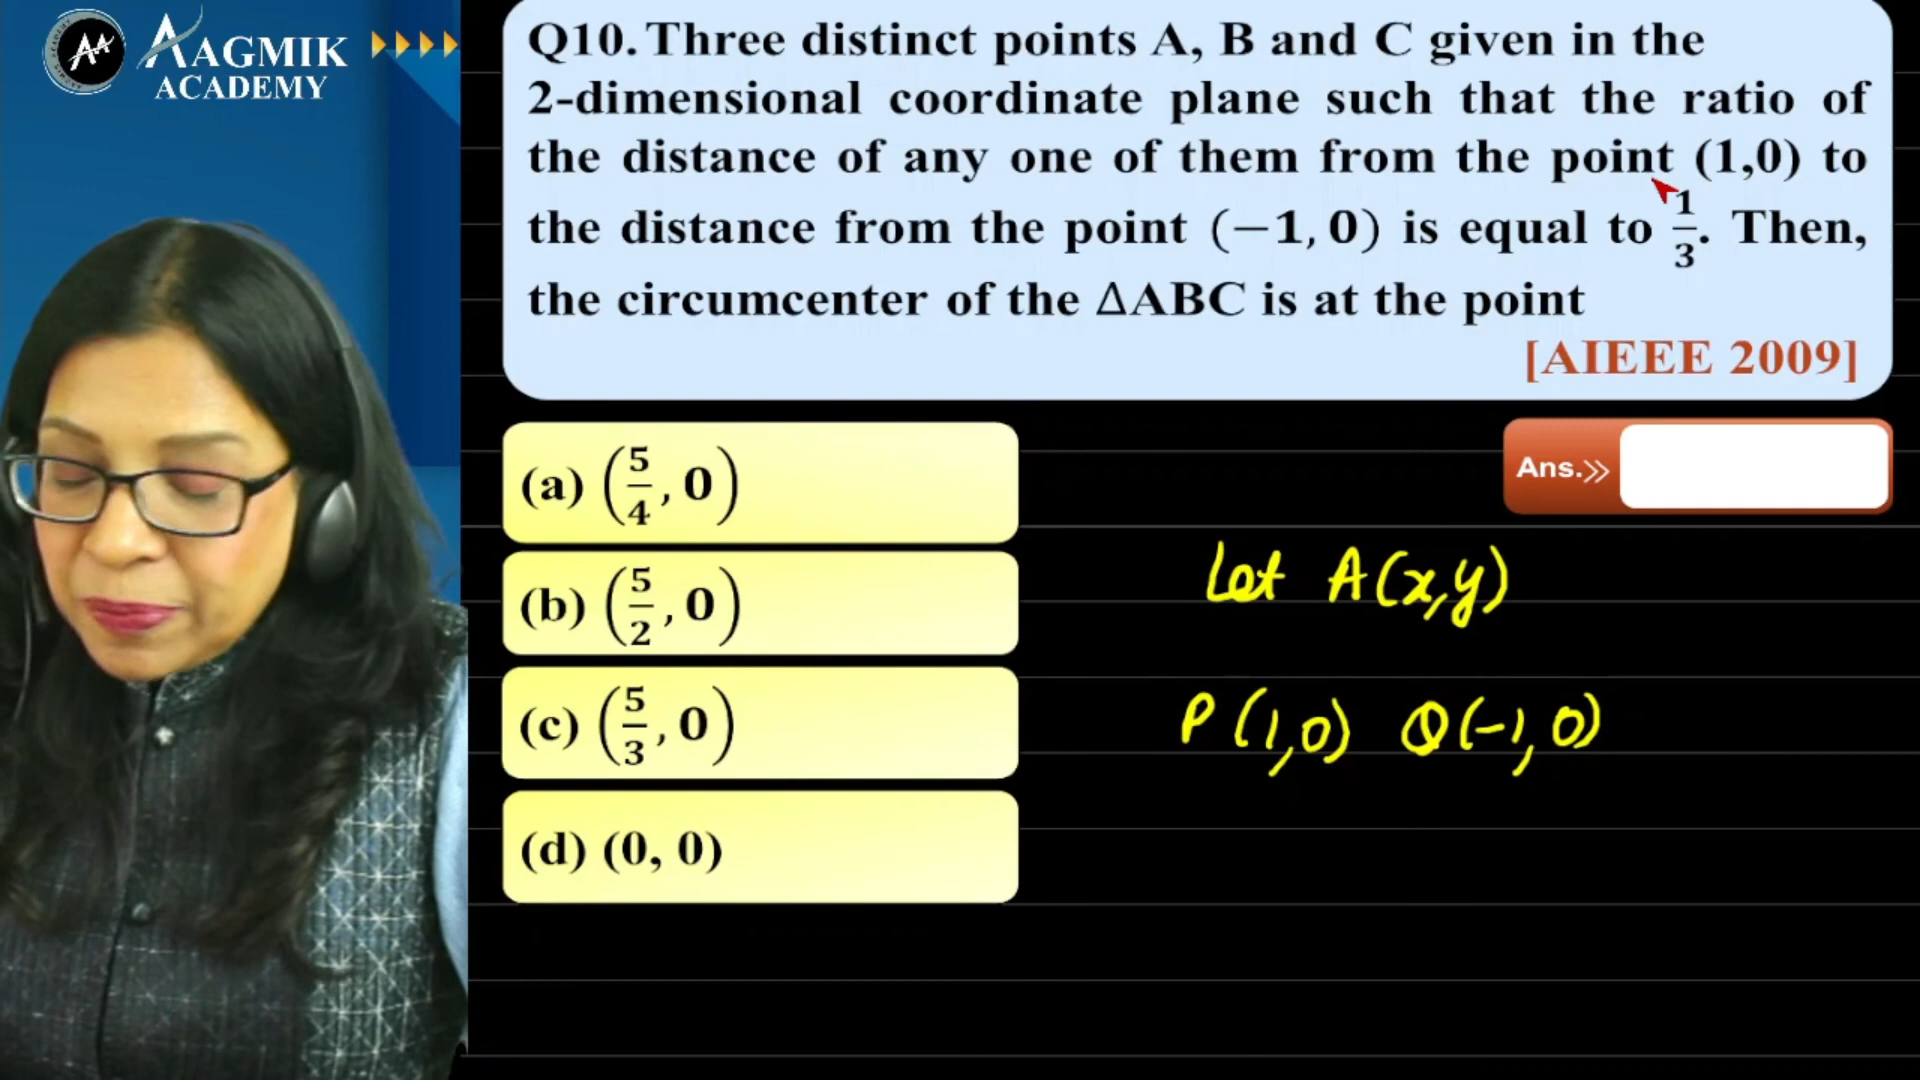 AAGMIK
ACADEMY
Q10. Three distinct points A, B and C given in the
2-dimensional coordinate plane such that the ratio of
the distance of any one of them from the point (1,0) to
the distance from the point (−1, 0) is equal to 1/3. Then,
the circumcenter of the ΔABC is at the point
[AIEEE 2009]
(a) (5/4, 0)
(b) (5/2, 0)
(c) (5/3, 0)
(d) (0, 0)
Ans.
Let A(x,y)
P(1,0) Q(-1,0)